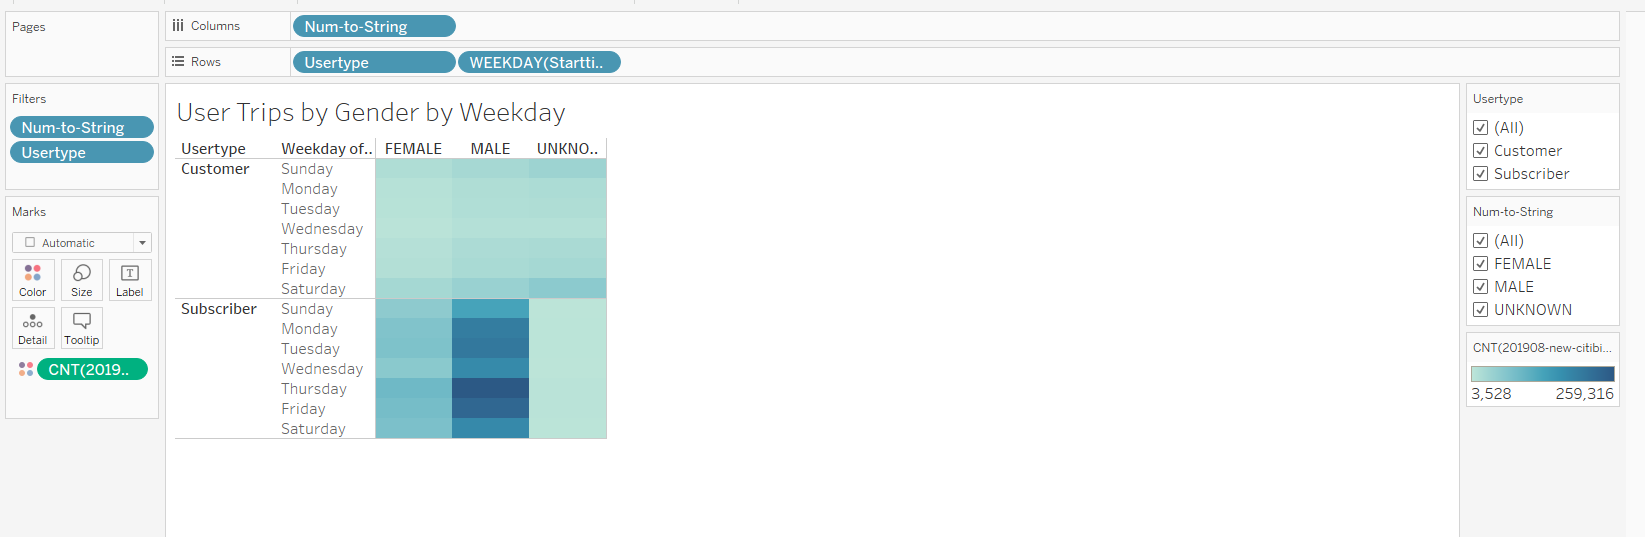 Pages
Columns
Num-to-String
Rows
Usertype
WEEKDAY(Startti..
Filters
Num-to-String
Usertype
Marks
Automatic
Color
Size
Label
Detail
Tooltip
CNT(2019..
User Trips by Gender by Weekday
Usertype Weekday of.. FEMALE MALE UNKNO..
Customer Sunday
Monday
Tuesday
Wednesday
Thursday
Friday
Saturday
Subscriber Sunday
Monday
Tuesday
Wednesday
Thursday
Friday
Saturday
Usertype
(All)
Customer
Subscriber
Num-to-String
(All)
FEMALE
MALE
UNKNOWN
CNT(201908-new-citibi...
3,528 259,316